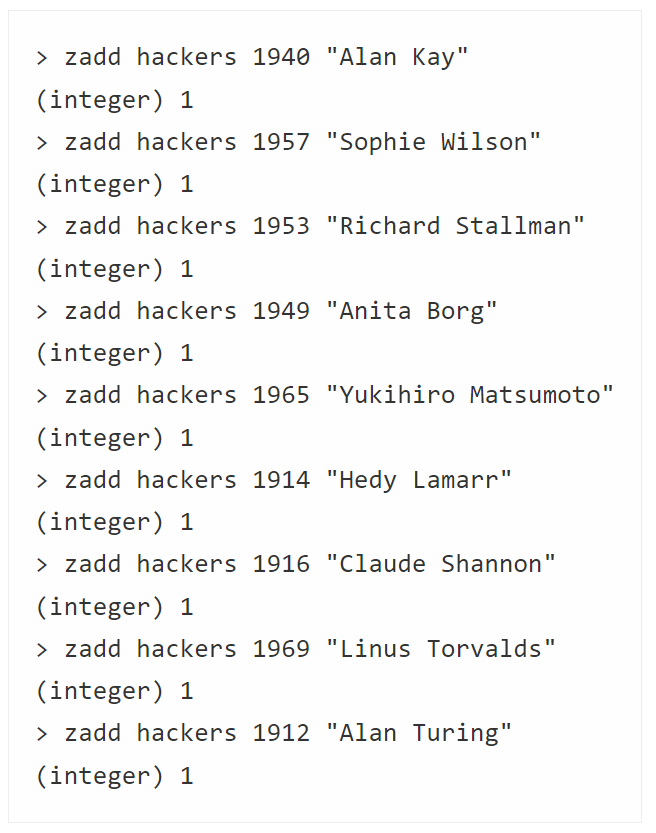 > zadd hackers 1940 "Alan Kay"
(integer) 1
> zadd hackers 1957 "Sophie Wilson"
(integer) 1
> zadd hackers 1953 "Richard Stallman"
(integer) 1
> zadd hackers 1949 "Anita Borg"
(integer) 1
> zadd hackers 1965 "Yukihiro Matsumoto"
(integer) 1
> zadd hackers 1914 "Hedy Lamarr"
(integer) 1
> zadd hackers 1916 "Claude Shannon"
(integer) 1
> zadd hackers 1969 "Linus Torvalds"
(integer) 1
> zadd hackers 1912 "Alan Turing"
(integer) 1